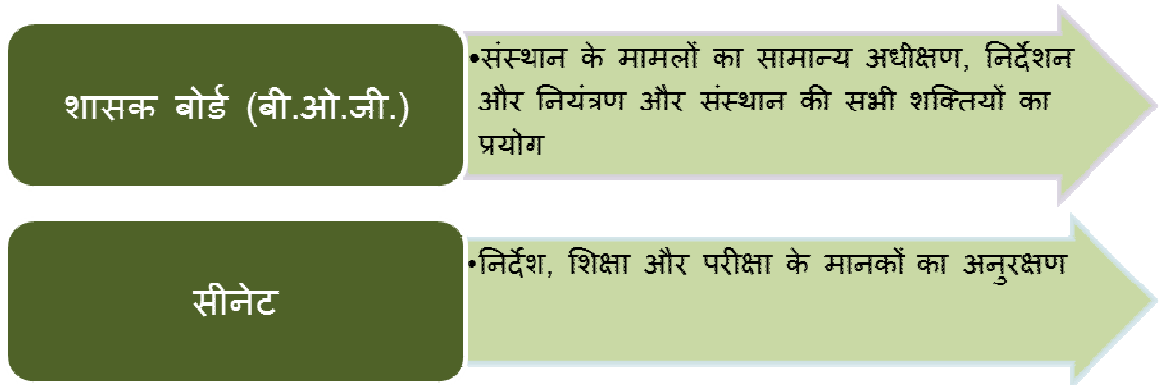 शासक बोर्ड (बी.ओ.जी.)
•संस्थान के मामलों का सामान्य अधीक्षण, निर्देशन
और नियंत्रण और संस्थान की सभी शक्तियों का
प्रयोग
सीनेट
•निर्देश, शिक्षा और परीक्षा के मानकों का अनुरक्षण